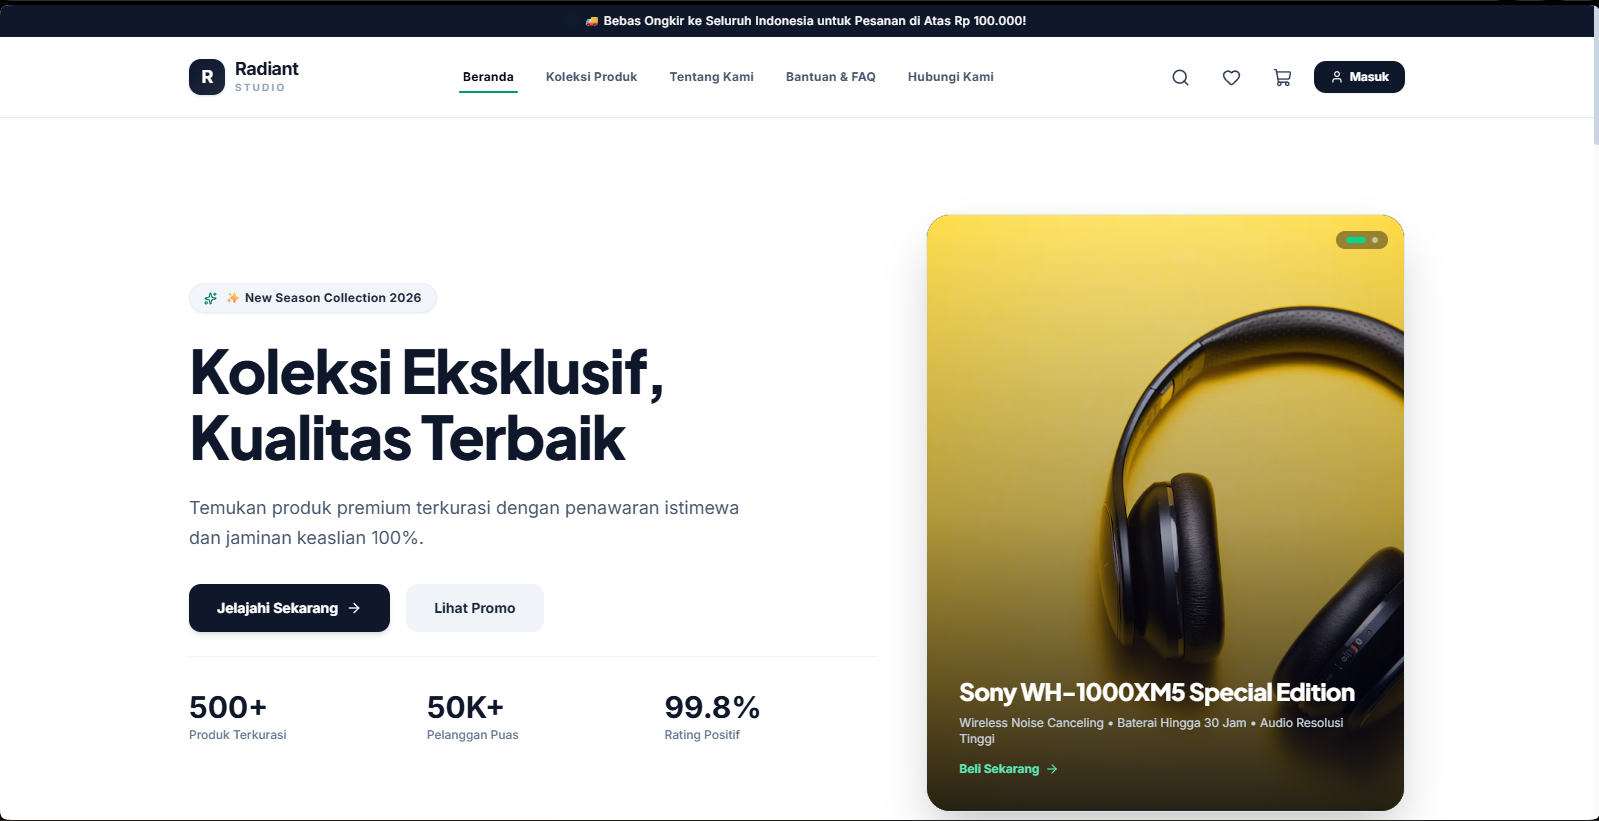 🚚 Bebas Ongkir ke Seluruh Indonesia untuk Pesanan di Atas Rp 100.000!
R
Radiant
STUDIO
Beranda
Koleksi Produk
Tentang Kami
Bantuan & FAQ
Hubungi Kami
Masuk
✨ New Season Collection 2026
Koleksi Eksklusif,
Kualitas Terbaik
Temukan produk premium terkurasi dengan penawaran istimewa
dan jaminan keaslian 100%.
Jelajahi Sekarang →
Lihat Promo
500+
Produk Terkurasi
50K+
Pelanggan Puas
99.8%
Rating Positif
Sony WH-1000XM5 Special Edition
Wireless Noise Canceling • Baterai Hingga 30 Jam • Audio Resolusi
Tinggi
Beli Sekarang →